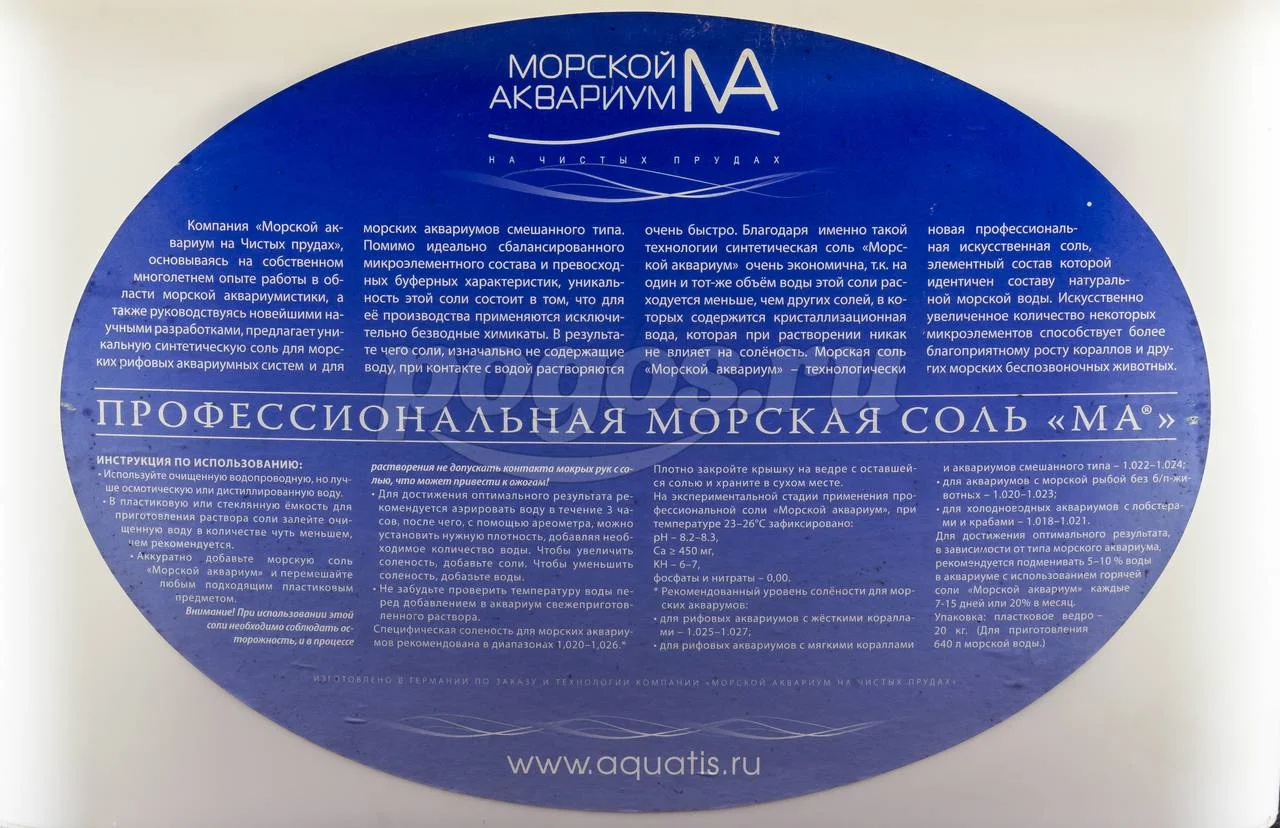 МОРСКОЙ
АКВАРИУМ МА
НА ЧИСТЫХ ПРУДАХ
Компания «Морской ак-
вариум на Чистых прудах»,
основываясь на собственном
многолетнем опыте работы в об-
ласти морской аквариумистики, а
также руководствуясь новейшими на-
учными разработками, предлагает уни-
кальную синтетическую соль для морс-
ких рифовых аквариумных систем и для
морских аквариумов смешанного типа.
Помимо идеально сбалансированного
микроэлементного состава и превосход-
ных буферных характеристик, уникаль-
ность этой соли состоит в том, что для
её производства применяются исключи-
тельно безводные химикаты. В результа-
те чего соли, изначально не содержащие
воду, при контакте с водой растворяются
очень быстро. Благодаря именно такой
технологии синтетическая соль «Морс-
кой аквариум» очень экономична, т.к. на
один и тот-же объём воды этой соли рас-
ходуется меньше, чем других солей, в ко-
торых содержится кристаллизационная
вода, которая при растворении никак
не влияет на солёность. Морская соль
«Морской аквариум» – технологически
новая профессиональ-
ная искусственная соль,
элементный состав которой
идентичен составу натураль-
ной морской воды. Искусственно
увеличенное количество некоторых
микроэлементов способствует более
благоприятному росту кораллов и дру-
гих морских беспозвоночных животных.
pogos.ru
ПРОФЕССИОНАЛЬНАЯ МОРСКАЯ СОЛЬ «МА®»
ИНСТРУКЦИЯ ПО ИСПОЛЬЗОВАНИЮ:
• Используйте очищенную водопроводную, но луч-
ше осмотическую или дистиллированную воду.
• В пластиковую или стеклянную ёмкость для
приготовления раствора соли залейте очи-
щенную воду в количестве чуть меньшем,
чем рекомендуется.
• Аккуратно добавьте морскую соль
«Морской аквариум» и перемешайте
любым подходящим пластиковым
предметом.
Внимание! При использовании этой
соли необходимо соблюдать ос-
торожность, и в процессе
растворения не допускать контакта мокрых рук с со-
лью, что может привести к ожогам!
• Для достижения оптимального результата ре-
комендуется аэрировать воду в течение 3 ча-
сов, после чего, с помощью ареометра, можно
установить нужную плотность, добавляя необ-
ходимое количество воды. Чтобы увеличить
соленость, добавьте соли. Чтобы уменьшить
соленость, добавьте воды.
• Не забудьте проверить температуру воды пе-
ред добавлением в аквариум свежеприготов-
ленного раствора.
Специфическая соленость для морских аквариу-
мов рекомендована в диапазонах 1,020–1,026.*
Плотно закройте крышку на ведре с оставшей-
ся солью и храните в сухом месте.
На экспериментальной стадии применения про-
фессиональной соли «Морской аквариум», при
температуре 23–26°С зафиксировано:
pH – 8.2–8.3,
Ca ≥ 450 мг,
КН – 6–7,
фосфаты и нитраты – 0,00.
* Рекомендованный уровень солёности для мор-
ских аквариумов:
• для рифовых аквариумов с жёсткими коралла-
ми – 1.025–1.027;
• для рифовых аквариумов с мягкими кораллами
и аквариумов смешанного типа – 1.022–1.024;
• для аквариумов с морской рыбой без б/п-жи-
вотных – 1.020–1.023;
• для холодноводных аквариумов с лобстера-
ми и крабами – 1.018–1.021.
Для достижения оптимального результата,
в зависимости от типа морского аквариума,
рекомендуется подменивать 5–10 % воды
в аквариуме с использованием горячей
соли «Морской аквариум» каждые
7-15 дней или 20% в месяц.
Упаковка: пластковое ведро –
20 кг. (Для приготовления
640 л морской воды.)
ИЗГОТОВЛЕНО В ГЕРМАНИИ ПО ЗАКАЗУ И ТЕХНОЛОГИИ КОМПАНИИ «МОРСКОЙ АКВАРИУМ НА ЧИСТЫХ ПРУДАХ»
www.aquatis.ru